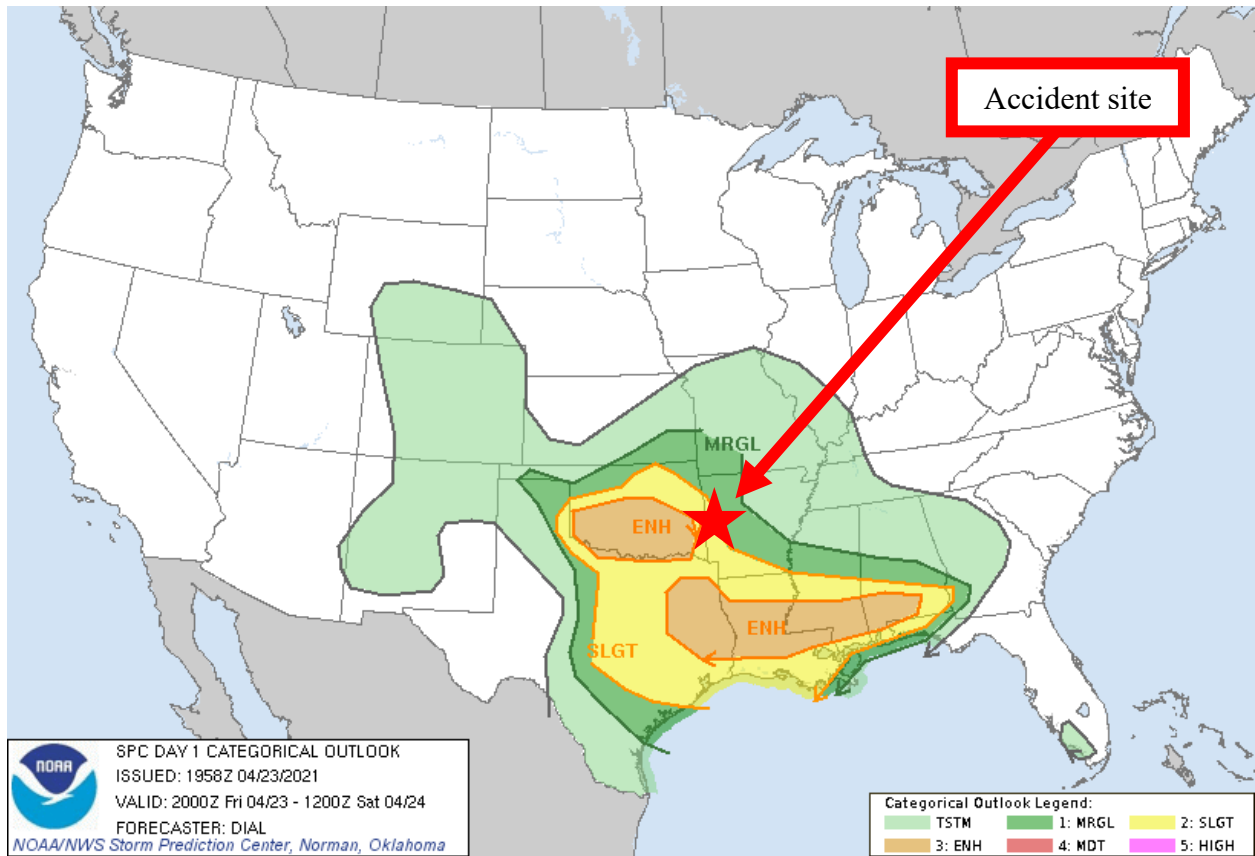 Accident site
MRGL
ENH
ENH
SLGT
NOAA
SPC DAY 1 CATEGORICAL OUTLOOK
ISSUED: 1958Z 04/23/2021
VALID: 2000Z Fri 04/23 - 1200Z Sat 04/24
FORECASTER: DIAL
NOAA/NWS Storm Prediction Center, Norman, Oklahoma
Categorical Outlook Legend:
TSTM 1: MRGL 2: SLGT
3: ENH 4: MDT 5: HIGH